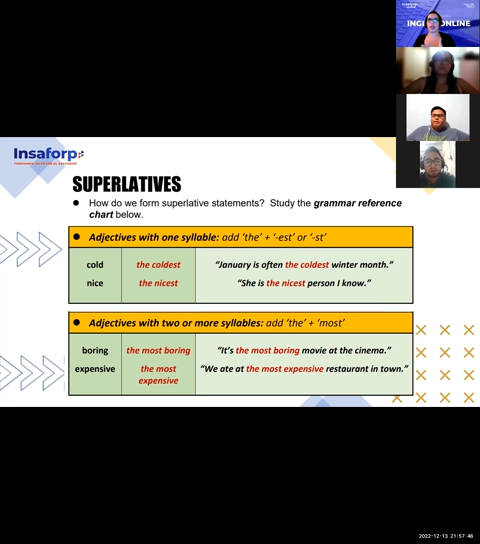 INGL ONLINE
Insaforp
SUPERLATIVES
● How do we form superlative statements? Study the grammar reference
chart below.
● Adjectives with one syllable: add ‘the’ + ‘-est’ or ‘-st’
cold the coldest “January is often the coldest winter month.”
nice the nicest “She is the nicest person I know.”
● Adjectives with two or more syllables: add ‘the’ + ‘most’
boring the most boring “It’s the most boring movie at the cinema.”
expensive the most “We ate at the most expensive restaurant in town.”
expensive
2022-12-13 21:57:46